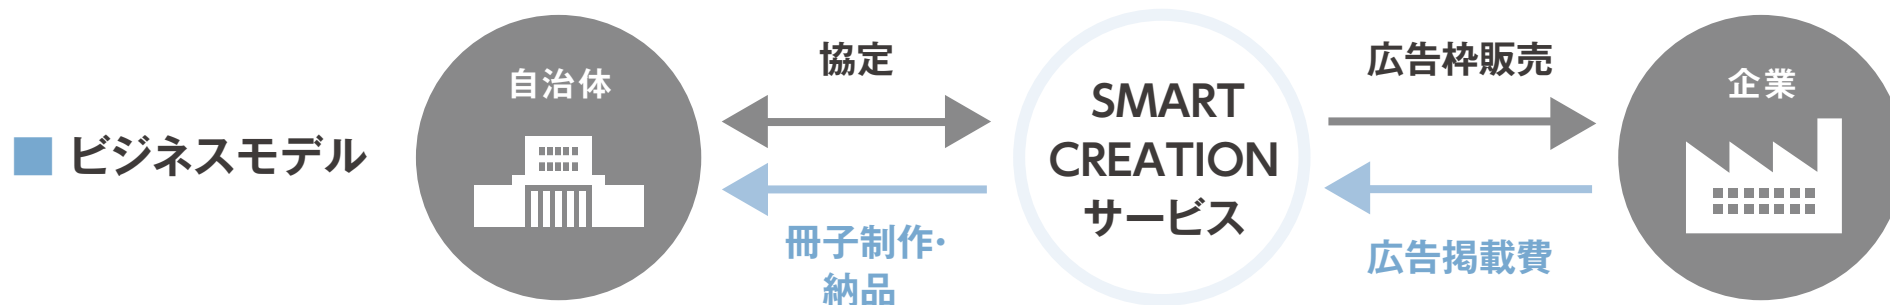 ■ ビジネスモデル
自治体
協定
冊子制作・
納品
SMART
CREATION
サービス
広告枠販売
広告掲載費
企業